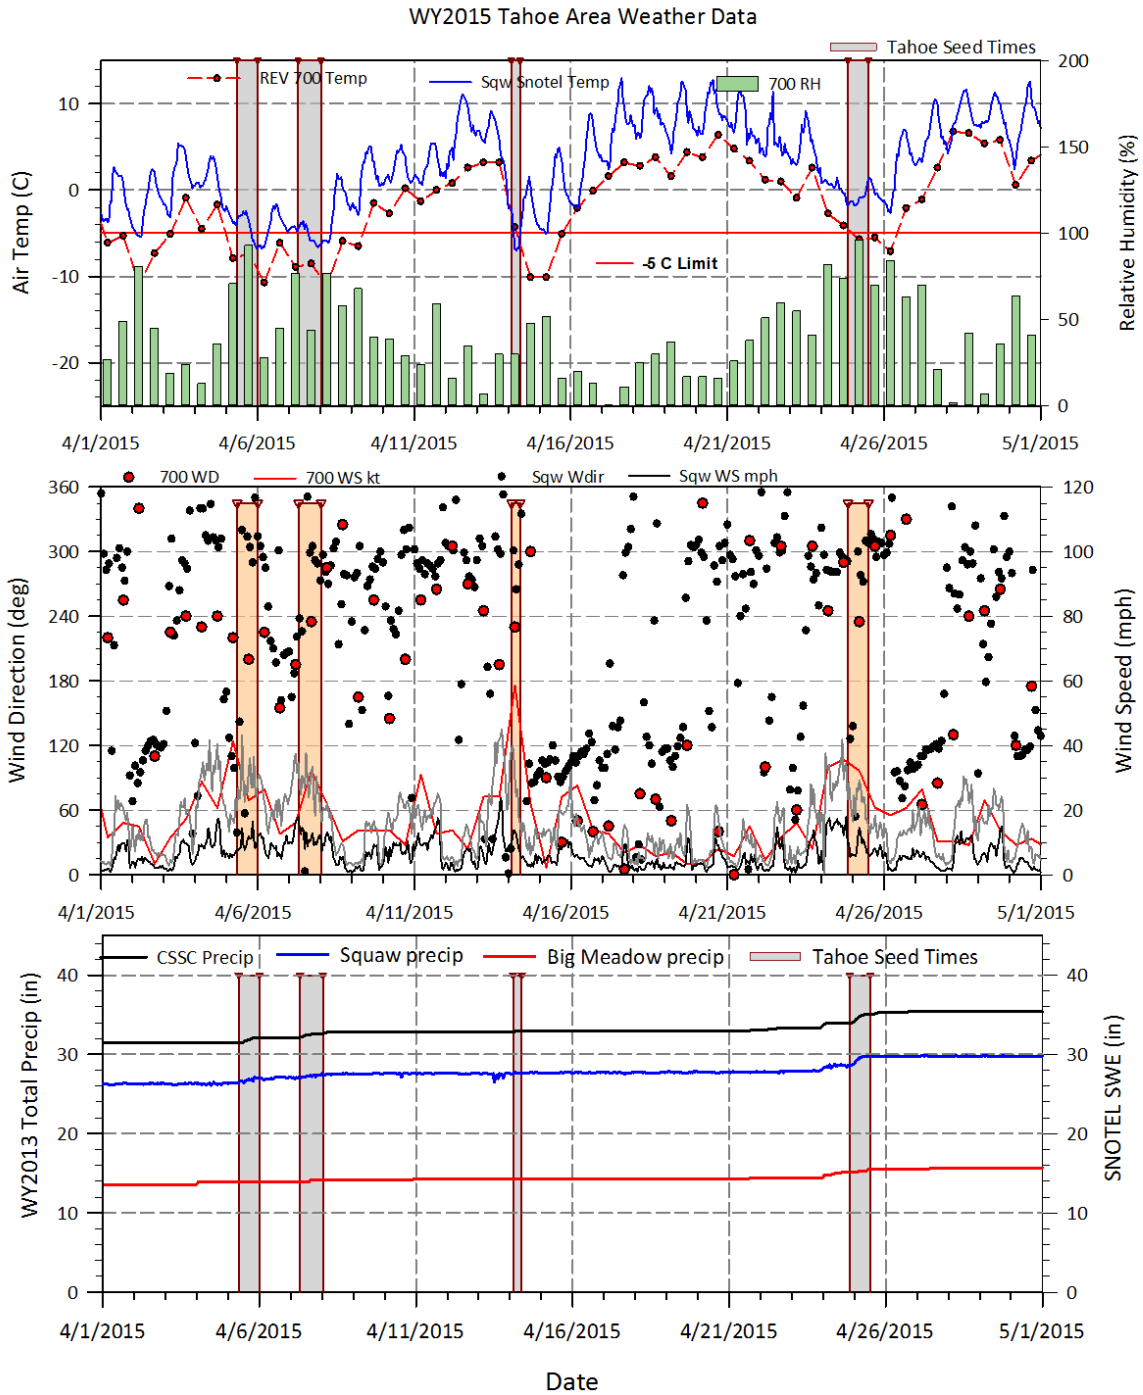 WY2015 Tahoe Area Weather Data
Tahoe Seed Times
REV 700 Temp
Sqw Snotel Temp
700 RH
Air Temp (C)
10
0
-10
-20
-5 C Limit
Relative Humidity (%)
200
150
100
50
0
4/1/2015 4/6/2015 4/11/2015 4/16/2015 4/21/2015 4/26/2015 5/1/2015
700 WD
700 WS kt
Sqw Wdir
Sqw WS mph
Wind Direction (deg)
360
300
240
180
120
60
0
Wind Speed (mph)
120
100
80
60
40
20
0
4/1/2015 4/6/2015 4/11/2015 4/16/2015 4/21/2015 4/26/2015 5/1/2015
CSSC Precip
Squaw precip
Big Meadow precip
Tahoe Seed Times
WY2013 Total Precip (in)
40
30
20
10
0
SNOTEL SWE (in)
40
30
20
10
0
4/1/2015 4/6/2015 4/11/2015 4/16/2015 4/21/2015 4/26/2015 5/1/2015
Date